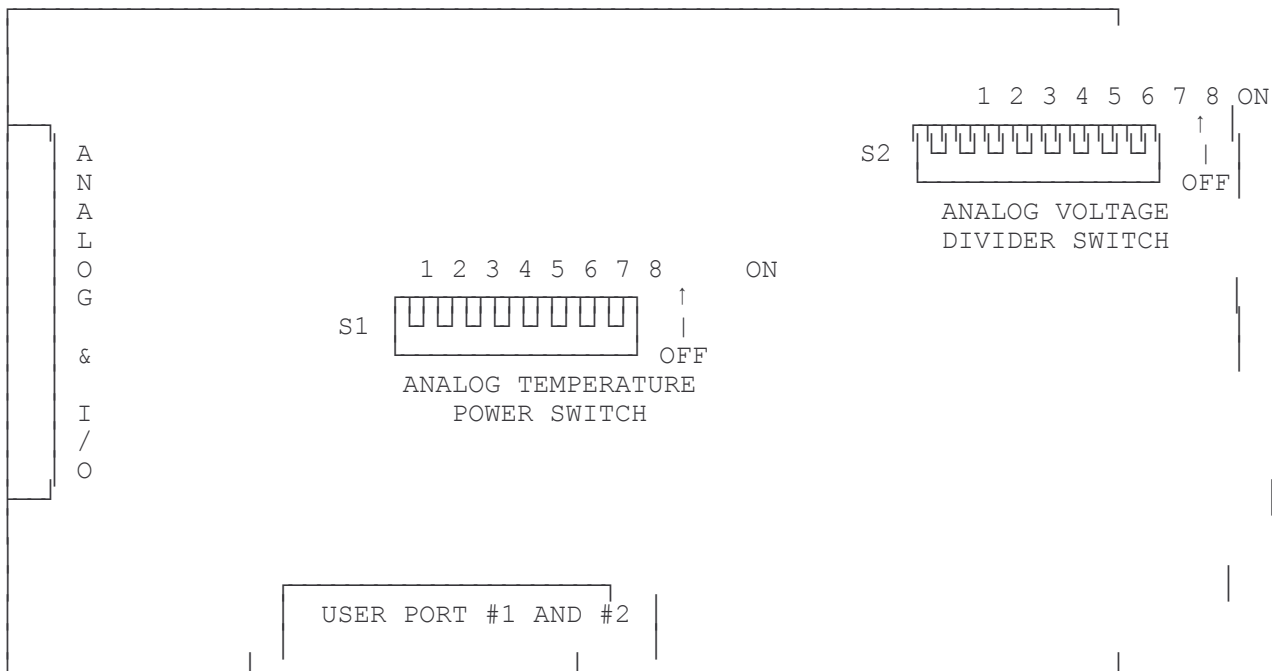 1 2 3 4 5 6 7 8 ON
↑
S2 |
OFF
ANALOG VOLTAGE
DIVIDER SWITCH
ANALOG & I/O
1 2 3 4 5 6 7 8 ON
↑
S1 |
OFF
ANALOG TEMPERATURE
POWER SWITCH
USER PORT #1 AND #2